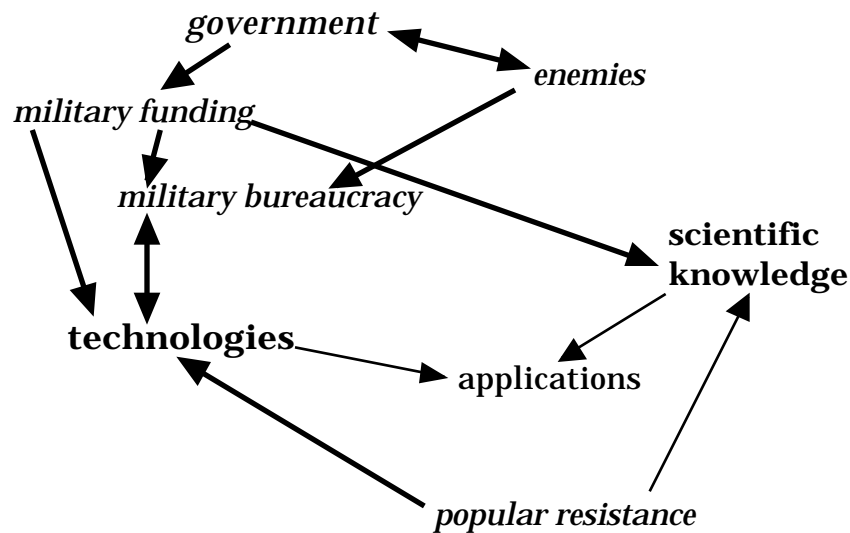 government
enemies
military funding
military bureaucracy
scientific
knowledge
technologies
applications
popular resistance